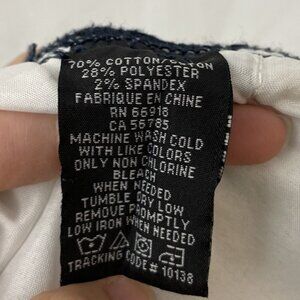 70% COTTON/COTON
28% POLYESTER
2% SPANDEX
FABRIQUE EN CHINE
RN 66918
CA 56785
MACHINE WASH COLD
WITH LIKE COLORS
ONLY NON CHLORINE
BLEACH
WHEN NEEDED
TUMBLE DRY LOW
REMOVE PROMPTLY
LOW IRON WHEN NEEDED
TRACKING CODE #10138